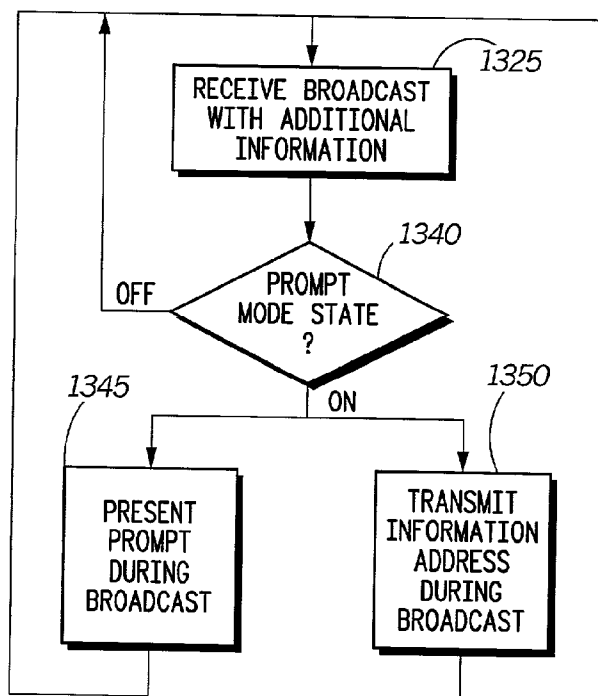 1325
RECEIVE BROADCAST
WITH ADDITIONAL
INFORMATION
1340
PROMPT
MODE STATE
?
OFF
ON
1345
PRESENT
PROMPT
DURING
BROADCAST
1350
TRANSMIT
INFORMATION
ADDRESS
DURING
BROADCAST